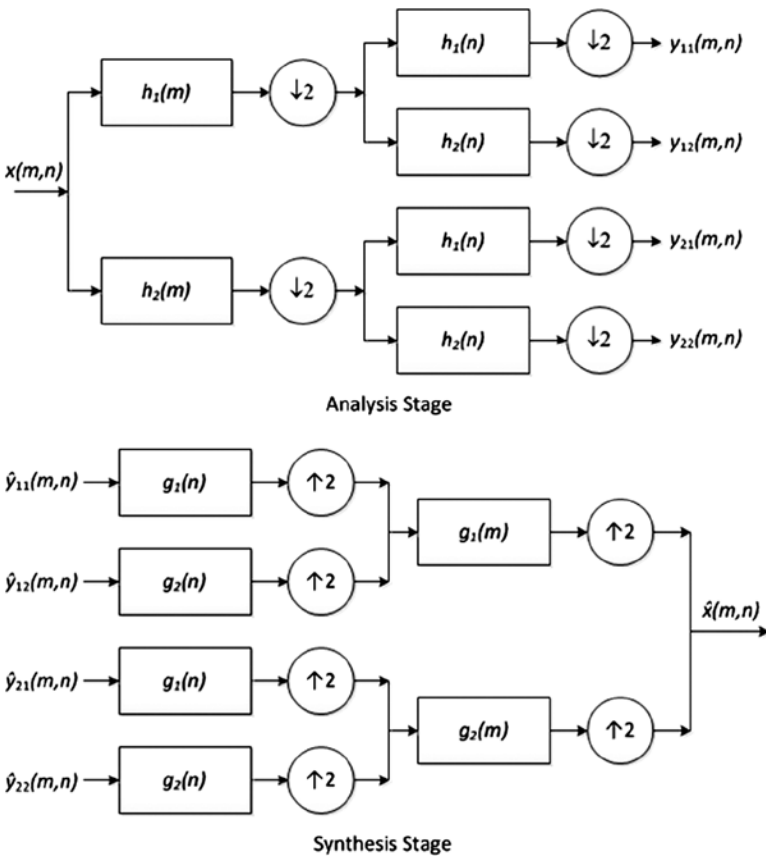 h₁(n) ↓2 y₁₁(m,n)
h₁(m) ↓2
h₂(n) ↓2 y₁₂(m,n)
x(m,n)
h₁(n) ↓2 y₂₁(m,n)
h₂(m) ↓2
h₂(n) ↓2 y₂₂(m,n)
Analysis Stage
ŷ₁₁(m,n) g₁(n) ↑2
g₁(m) ↑2
ŷ₁₂(m,n) g₂(n) ↑2
x̂(m,n)
ŷ₂₁(m,n) g₁(n) ↑2
g₂(m) ↑2
ŷ₂₂(m,n) g₂(n) ↑2
Synthesis Stage